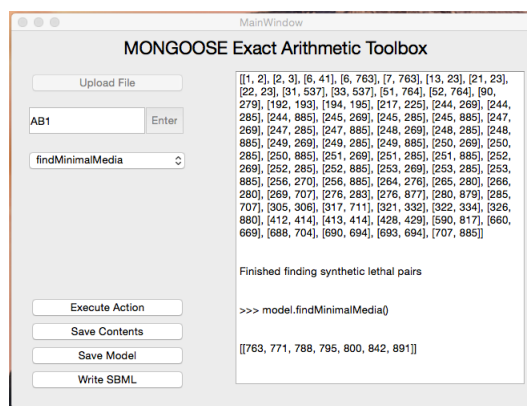 MainWindow
MONGOOSE Exact Arithmetic Toolbox
Upload File
AB1
Enter
findMinimalMedia
Execute Action
Save Contents
Save Model
Write SBML
[[1, 2], [2, 3], [6, 41], [6, 763], [7, 763], [13, 23], [21, 23],
[22, 23], [31, 537], [33, 537], [51, 764], [52, 764], [90,
279], [192, 193], [194, 195], [217, 225], [244, 269], [244,
285], [244, 885], [245, 269], [245, 285], [245, 885], [247,
269], [247, 285], [247, 885], [248, 269], [248, 285], [248,
885], [249, 269], [249, 285], [249, 885], [250, 269], [250,
285], [250, 885], [251, 269], [251, 285], [251, 885], [252,
269], [252, 285], [252, 885], [253, 269], [253, 285], [253,
885], [256, 270], [256, 885], [264, 276], [265, 280], [266,
280], [269, 707], [276, 283], [276, 877], [280, 879], [285,
707], [305, 306], [317, 711], [321, 332], [322, 334], [326,
880], [412, 414], [413, 414], [428, 429], [590, 817], [660,
669], [688, 704], [690, 694], [693, 694], [707, 885]]
Finished finding synthetic lethal pairs
>>> model.findMinimalMedia()
[[763, 771, 788, 795, 800, 842, 891]]